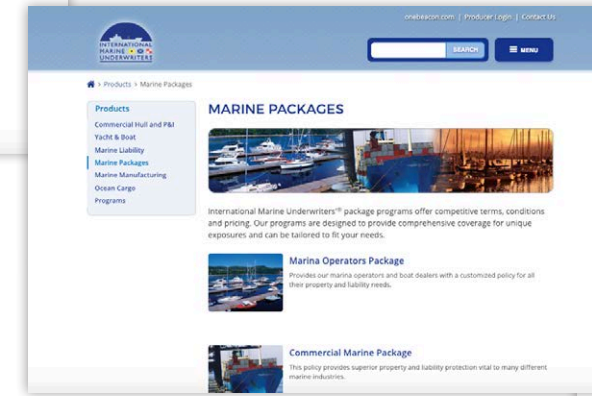 onebeacon.com | Producer Login | Contact Us
INTERNATIONAL
MARINE
UNDERWRITERS
SEARCH
MENU
> Products > Marine Packages
Products
Commercial Hull and P&I
Yacht & Boat
Marine Liability
Marine Packages
Marine Manufacturing
Ocean Cargo
Programs
MARINE PACKAGES
International Marine Underwriters'® package programs offer competitive terms, conditions
and pricing. Our programs are designed to provide comprehensive coverage for unique
exposures and can be tailored to fit your needs.
Marina Operators Package
Provides our marina operators and boat dealers with a customized policy for all
their property and liability needs.
Commercial Marine Package
This policy provides superior property and liability protection vital to many different
marine industries.